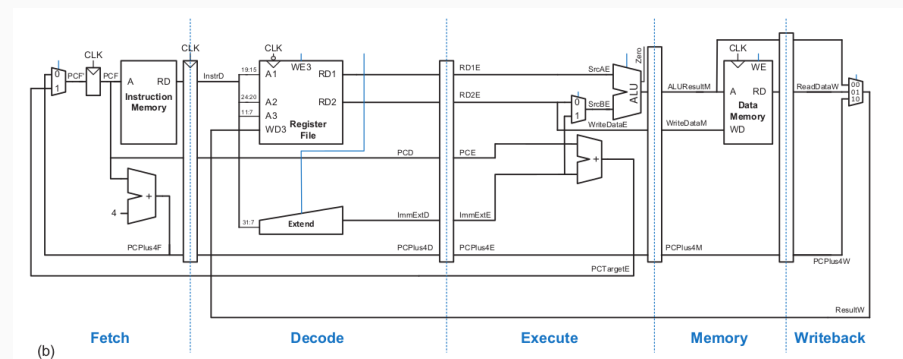 CLK
CLK
CLK
CLK
Zero
0
1
PCF'
PCF
A
RD
Instruction
Memory
InstrD
19:15
A1
WE3
RD1
24:20
A2
RD2
11:7
A3
WD3
Register
File
RD1E
RD2E
SrcAE
0
1
SrcBE
ALU
WriteDataE
ALUResultM
WriteDataM
WE
A
RD
Data
Memory
WD
ReadDataW
00
01
10
PCD
PCE
+
4
+
31:7
Extend
ImmExtD
ImmExtE
PCPlus4F
PCPlus4D
PCPlus4E
PCPlus4M
PCPlus4W
PCTargetE
ResultW
Fetch
Decode
Execute
Memory
Writeback
(b)